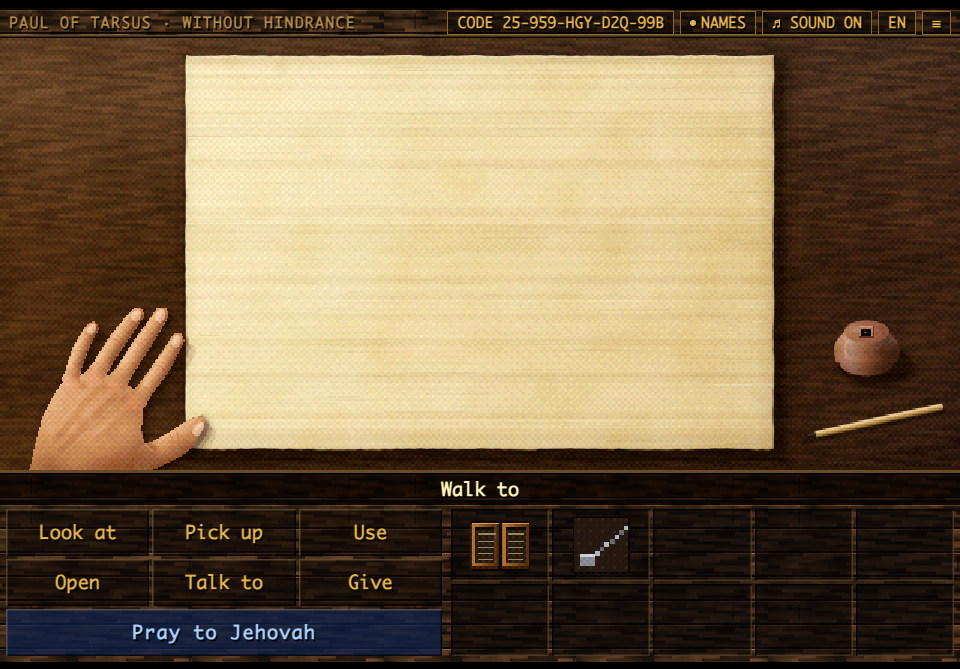 PAUL OF TARSUS · WITHOUT HINDRANCE
CODE 25-959-HGY-D2Q-99B
● NAMES
♬ SOUND ON
EN
≡
Walk to
Look at
Pick up
Use
Open
Talk to
Give
Pray to Jehovah